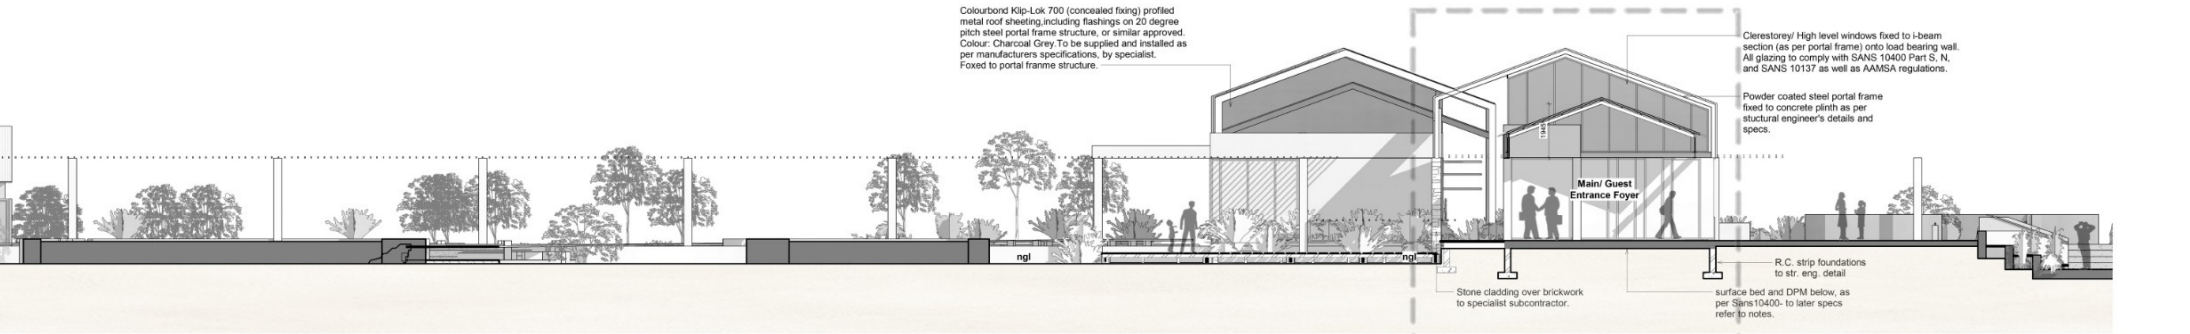 Colourbond Klip-Lok 700 (concealed fixing) profiled
metal roof sheeting,including flashings on 20 degree
pitch steel portal frame structure, or similar approved.
Colour: Charcoal Grey.To be supplied and installed as
per manufacturers specifications, by specialist.
Foxed to portal franme structure.
Clerestorey/ High level windows fixed to i-beam
section (as per portal frame) onto load bearing wall.
All glazing to comply with SANS 10400 Part S, N,
and SANS 10137 as well as AAMSA regulations.
Powder coated steel portal frame
fixed to concrete plinth as per
stuctural engineer's details and
specs.
1945
Main/ Guest
Entrance Foyer
ngl
ngl
R.C. strip foundations
to str. eng. detail
Stone cladding over brickwork
to specialist subcontractor.
surface bed and DPM below, as
per Sans10400- to later specs
refer to notes.